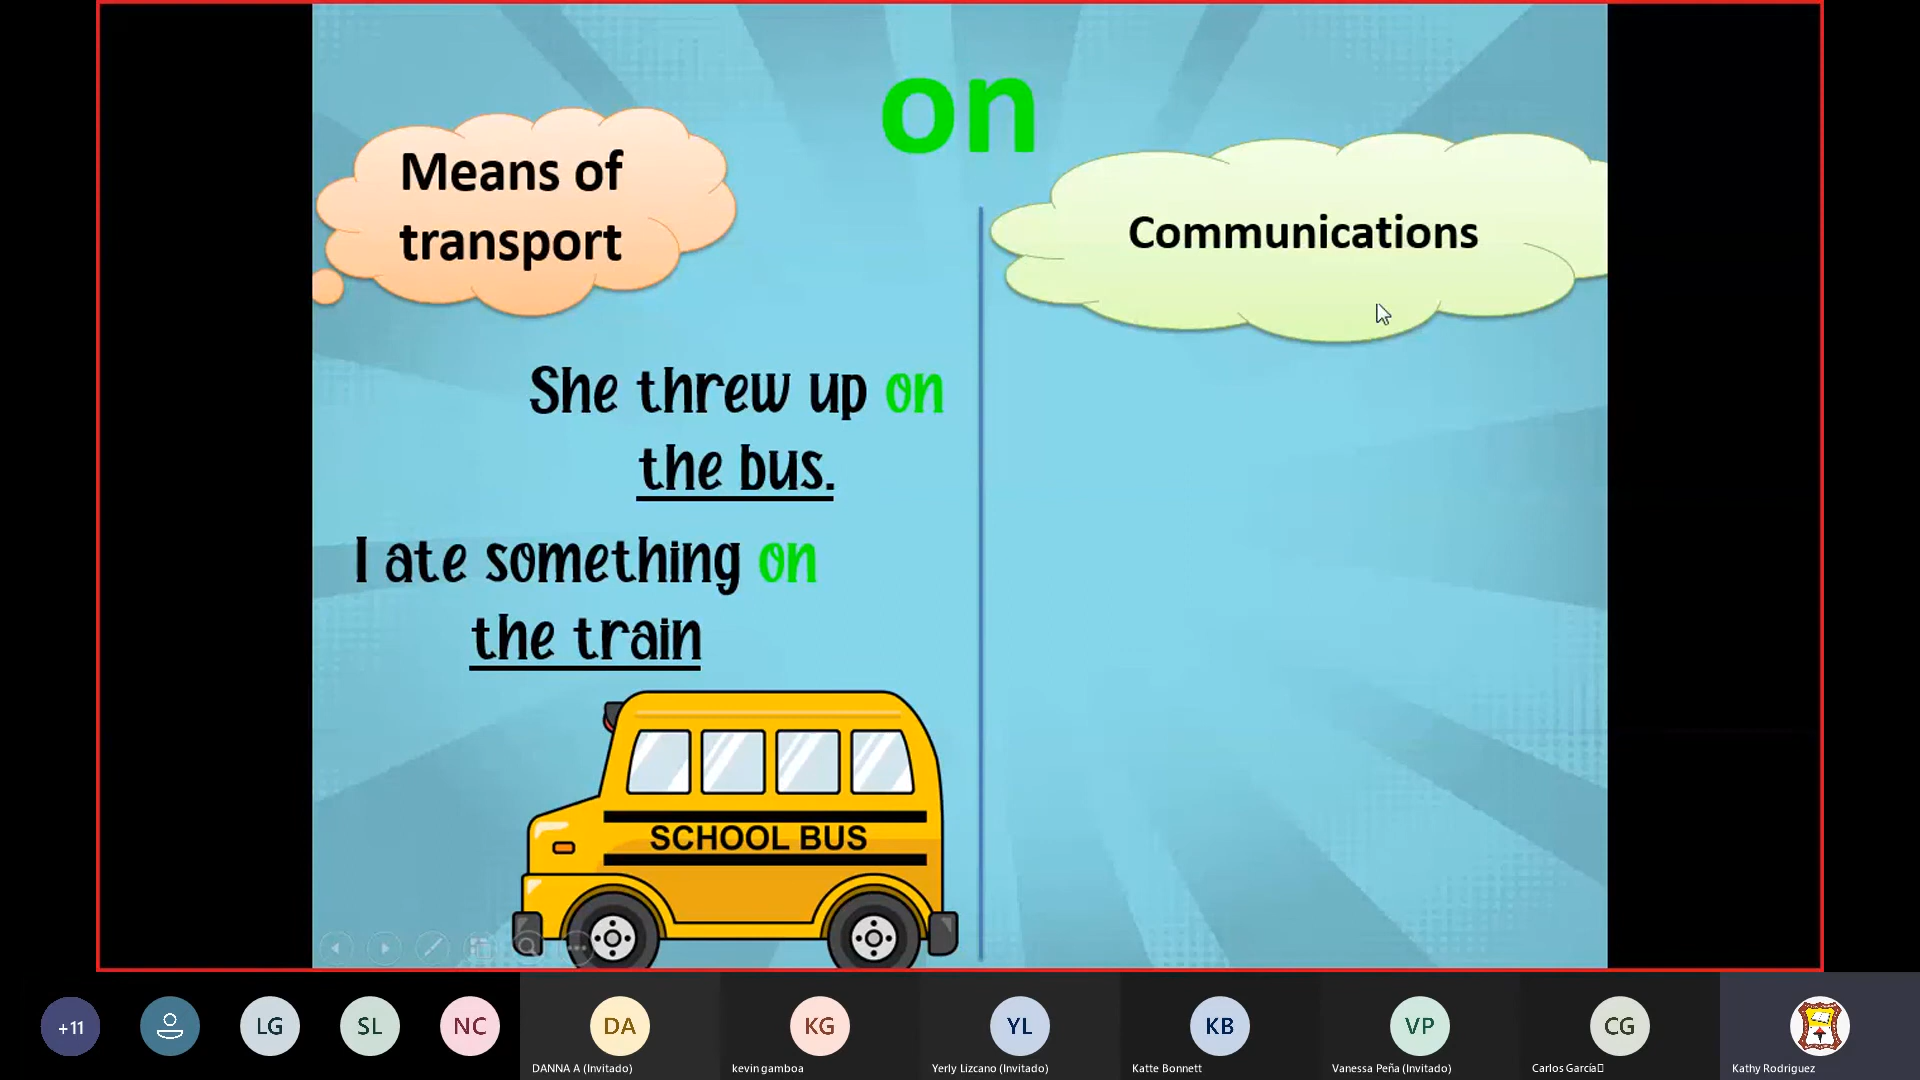 on
Means of
transport
Communications
She threw up on
the bus.
I ate something on
the train
SCHOOL BUS
+11
LG
SL
NC
DA
KG
YL
KB
VP
CG
DANNA A (Invitado)
kevin gamboa
Yerly Lizcano (Invitado)
Katte Bonnett
Vanessa Peña (Invitado)
Carlos García
Kathy Rodriguez